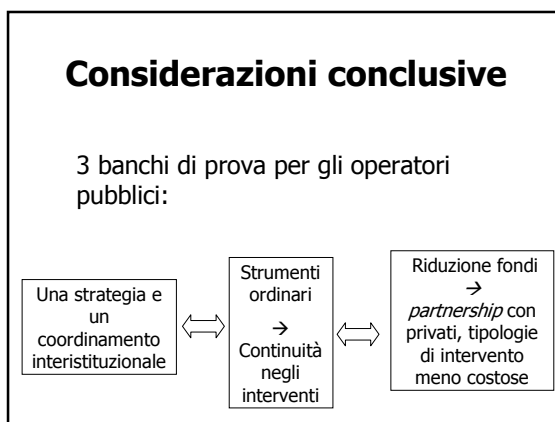 Considerazioni conclusive
3 banchi di prova per gli operatori
pubblici:
Una strategia e
un
coordinamento
interistituzionale
Strumenti
ordinari
→
Continuità
negli
interventi
Riduzione fondi
→
partnership con
privati, tipologie
di intervento
meno costose